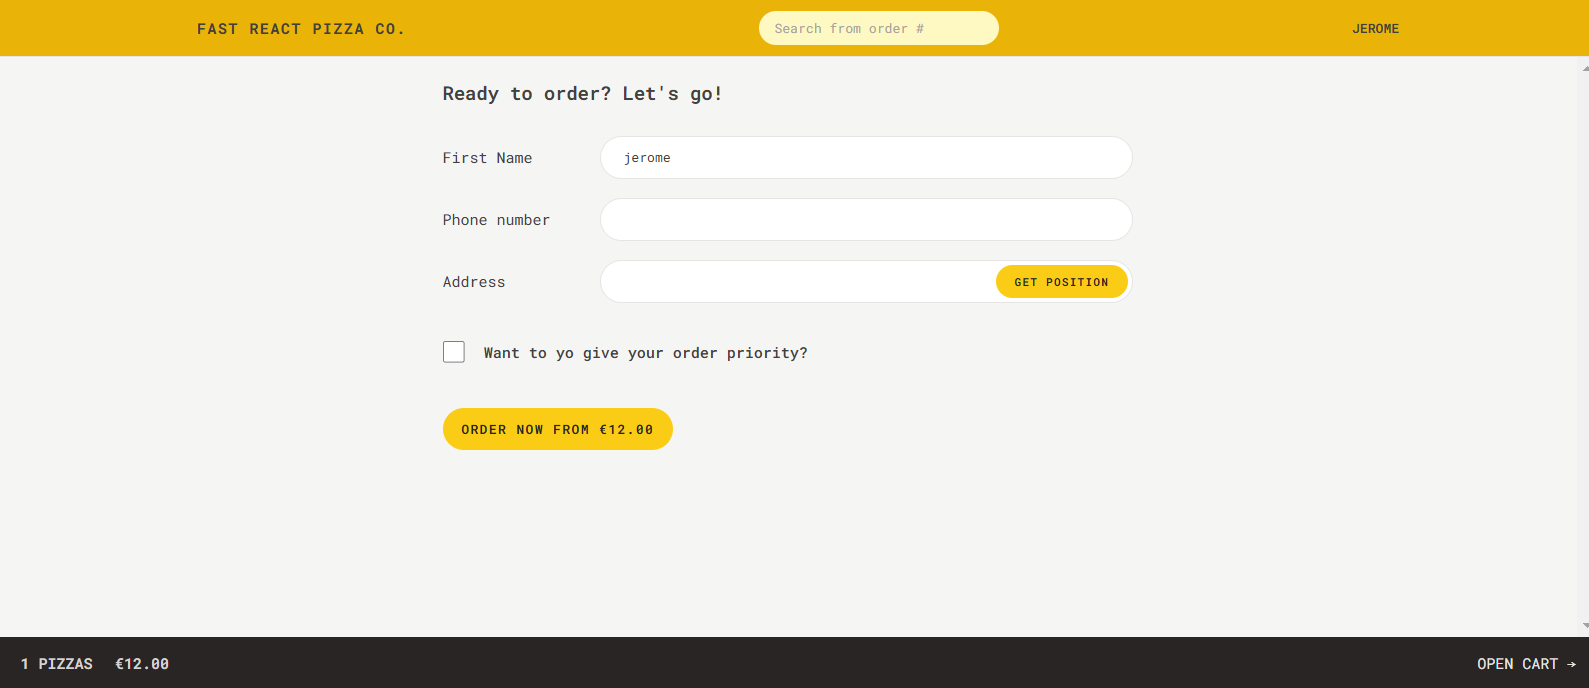 FAST REACT PIZZA CO.
Search from order #
JEROME
Ready to order? Let's go!
First Name
jerome
Phone number
Address
GET POSITION
Want to yo give your order priority?
ORDER NOW FROM €12.00
1 PIZZAS €12.00
OPEN CART →